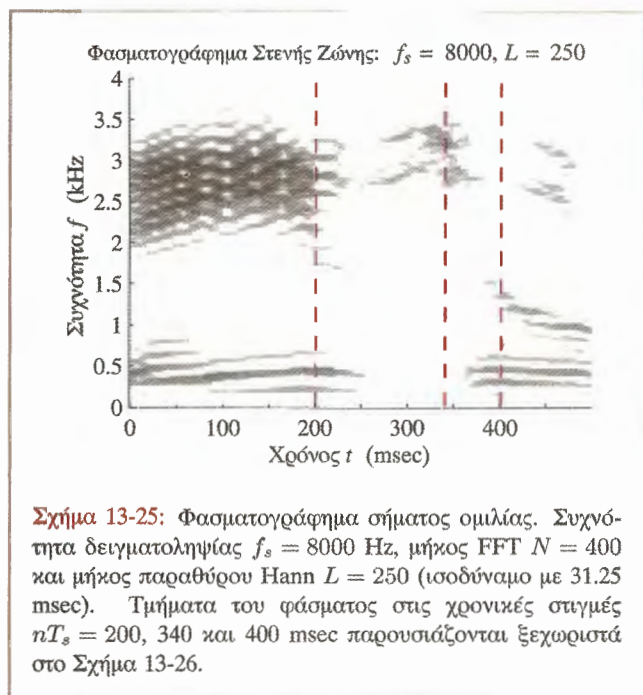 Φασματογράφημα Στενής Ζώνης: fs = 8000, L = 250
4
3.5
3
2.5
2
1.5
1
0.5
0
Συχνότητα f (kHz)
0 100 200 300 400
Χρόνος t (msec)
Σχήμα 13-25: Φασματογράφημα σήματος ομιλίας. Συχνό-
τητα δειγματοληψίας fs = 8000 Hz, μήκος FFT N = 400
και μήκος παραθύρου Hann L = 250 (ισοδύναμο με 31.25
msec). Τμήματα του φάσματος στις χρονικές στιγμές
nTs = 200, 340 και 400 msec παρουσιάζονται ξεχωριστά
στο Σχήμα 13-26.